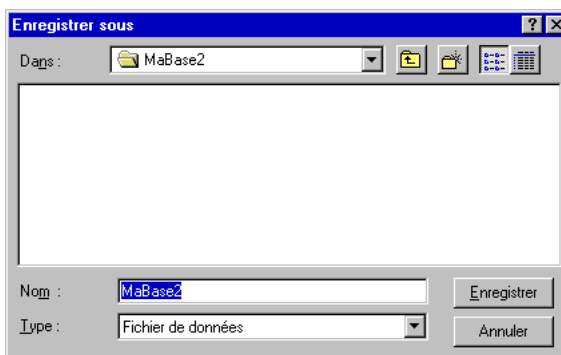 Enregistrer sous
Dans :
MaBase2
Nom :
MaBase2
Enregistrer
Type :
Fichier de données
Annuler